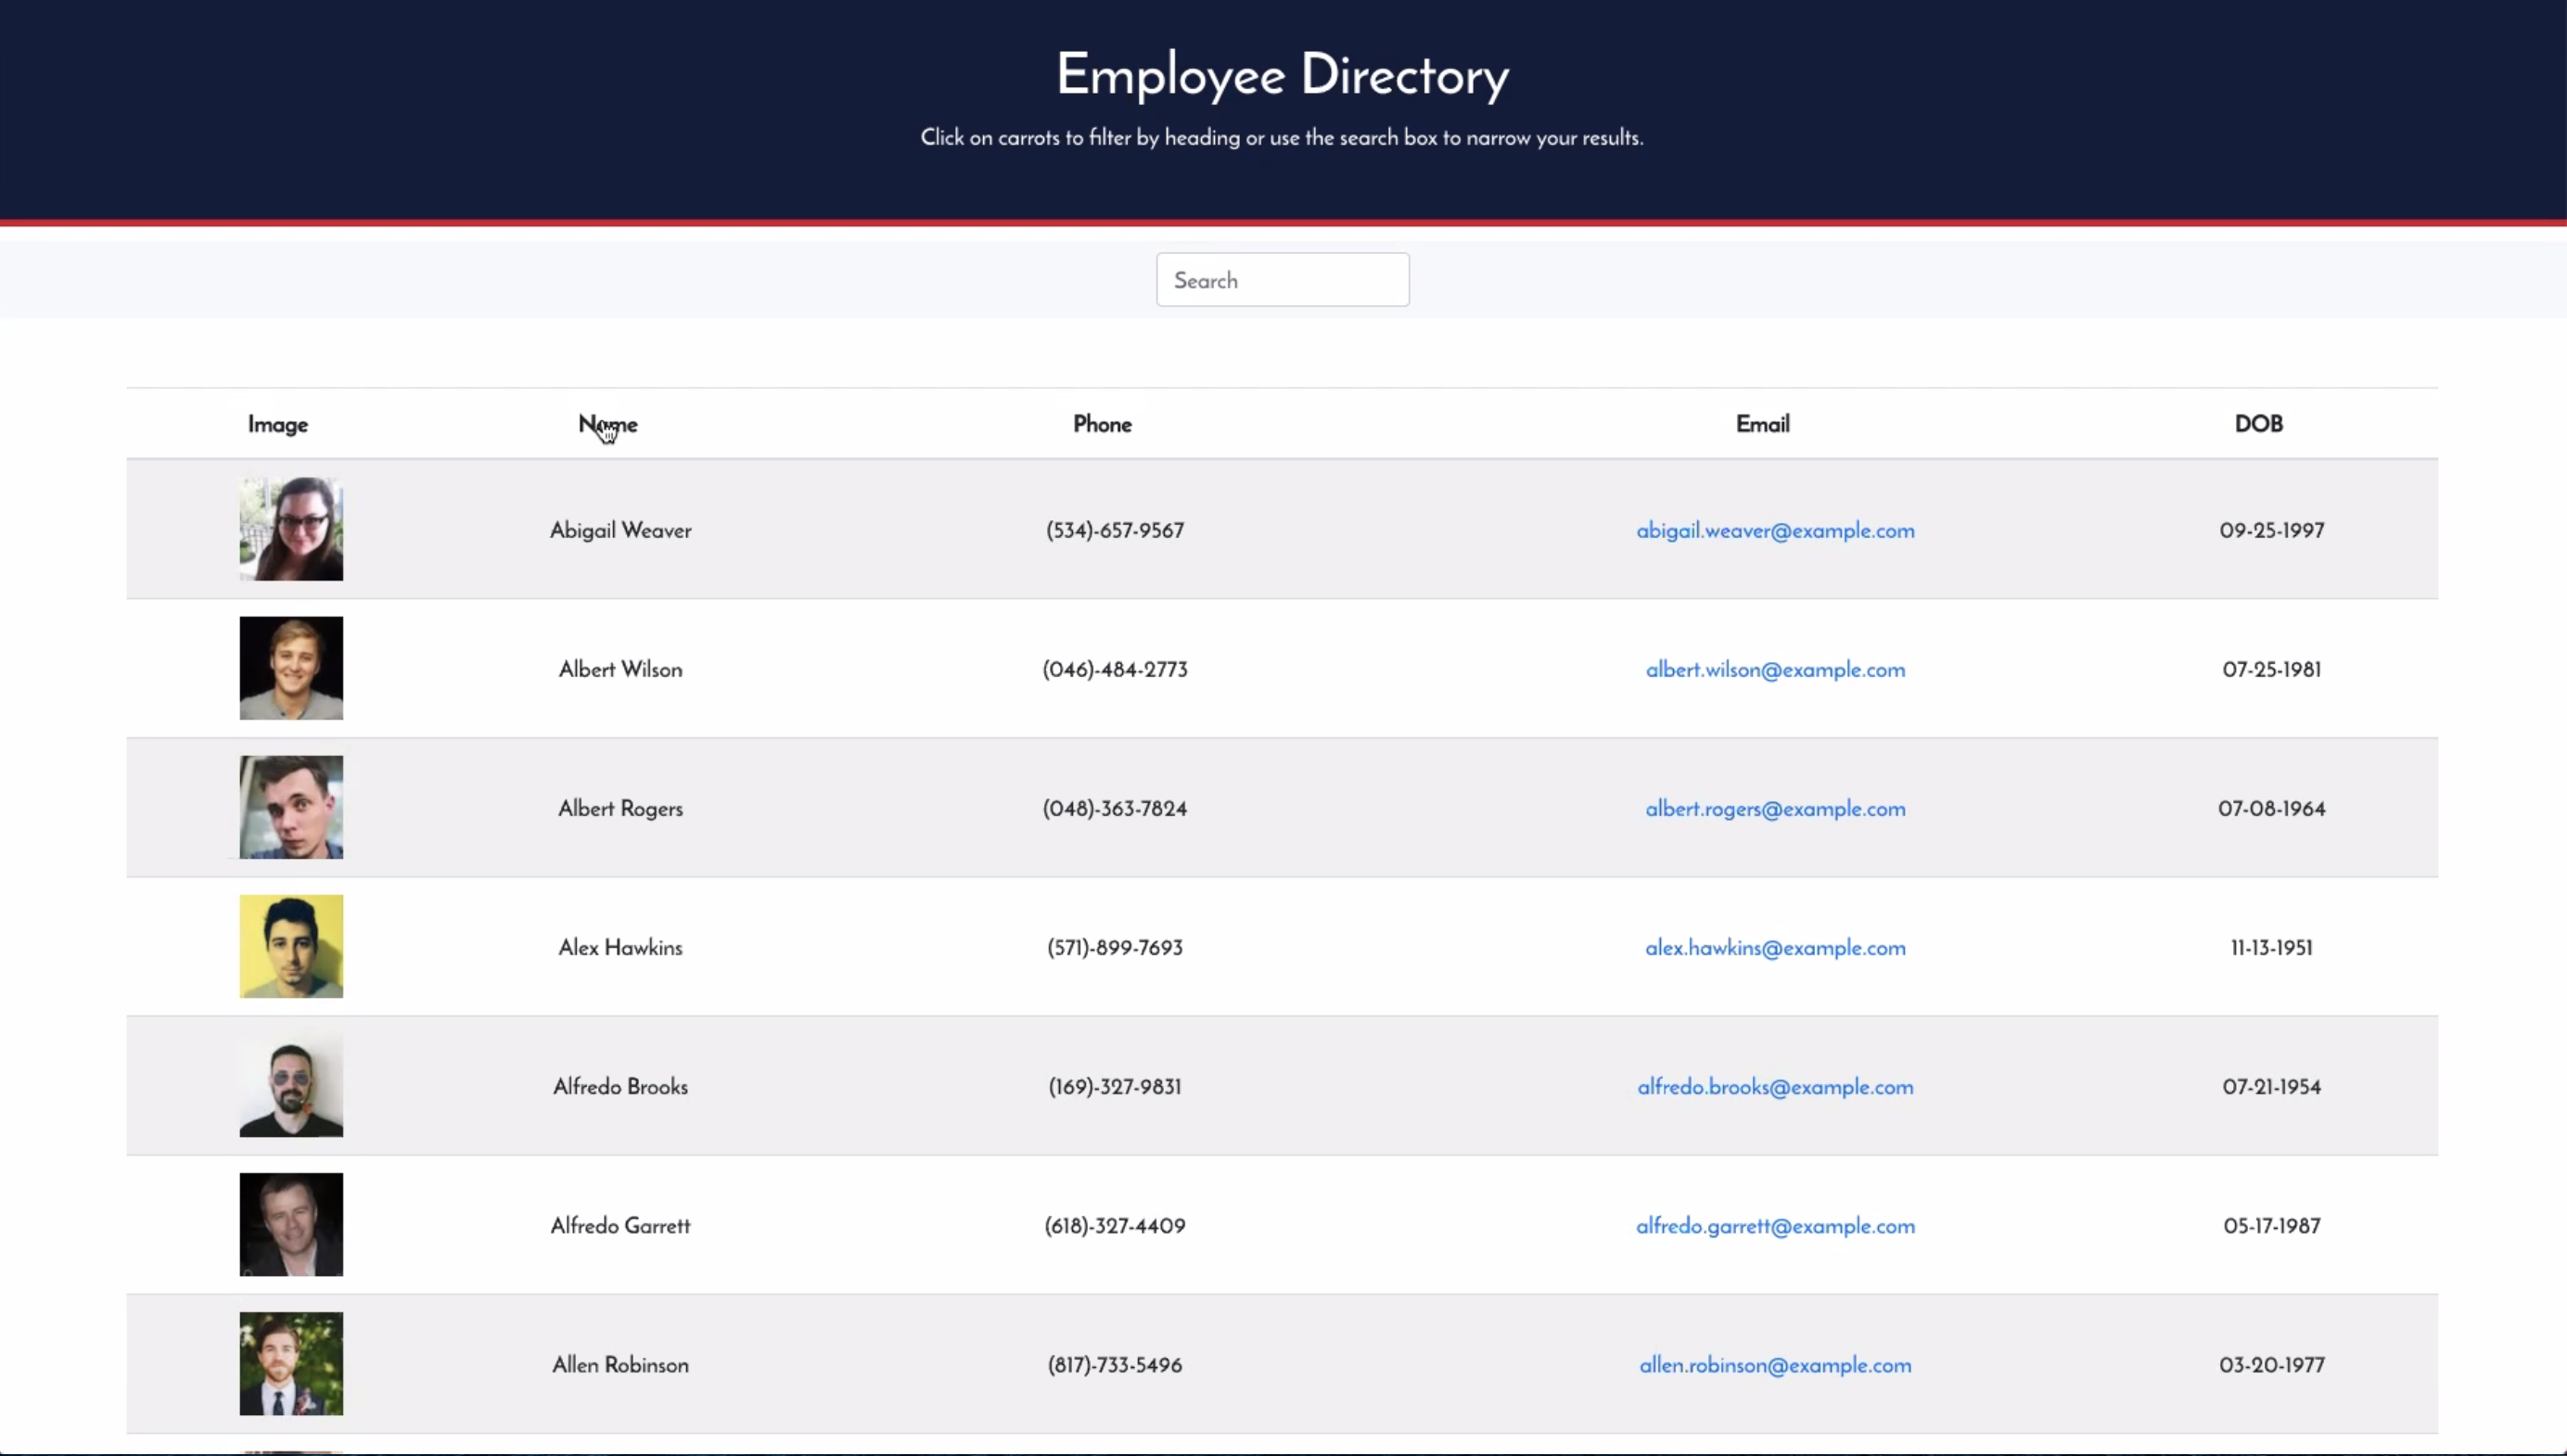 Employee Directory
Click on carrots to filter by heading or use the search box to narrow your results.
Search
Image Name Phone Email DOB
Abigail Weaver (534)-657-9567 abigail.weaver@example.com 09-25-1997
Albert Wilson (046)-484-2773 albert.wilson@example.com 07-25-1981
Albert Rogers (048)-363-7824 albert.rogers@example.com 07-08-1964
Alex Hawkins (571)-899-7693 alex.hawkins@example.com 11-13-1951
Alfredo Brooks (169)-327-9831 alfredo.brooks@example.com 07-21-1954
Alfredo Garrett (618)-327-4409 alfredo.garrett@example.com 05-17-1987
Allen Robinson (817)-733-5496 allen.robinson@example.com 03-20-1977